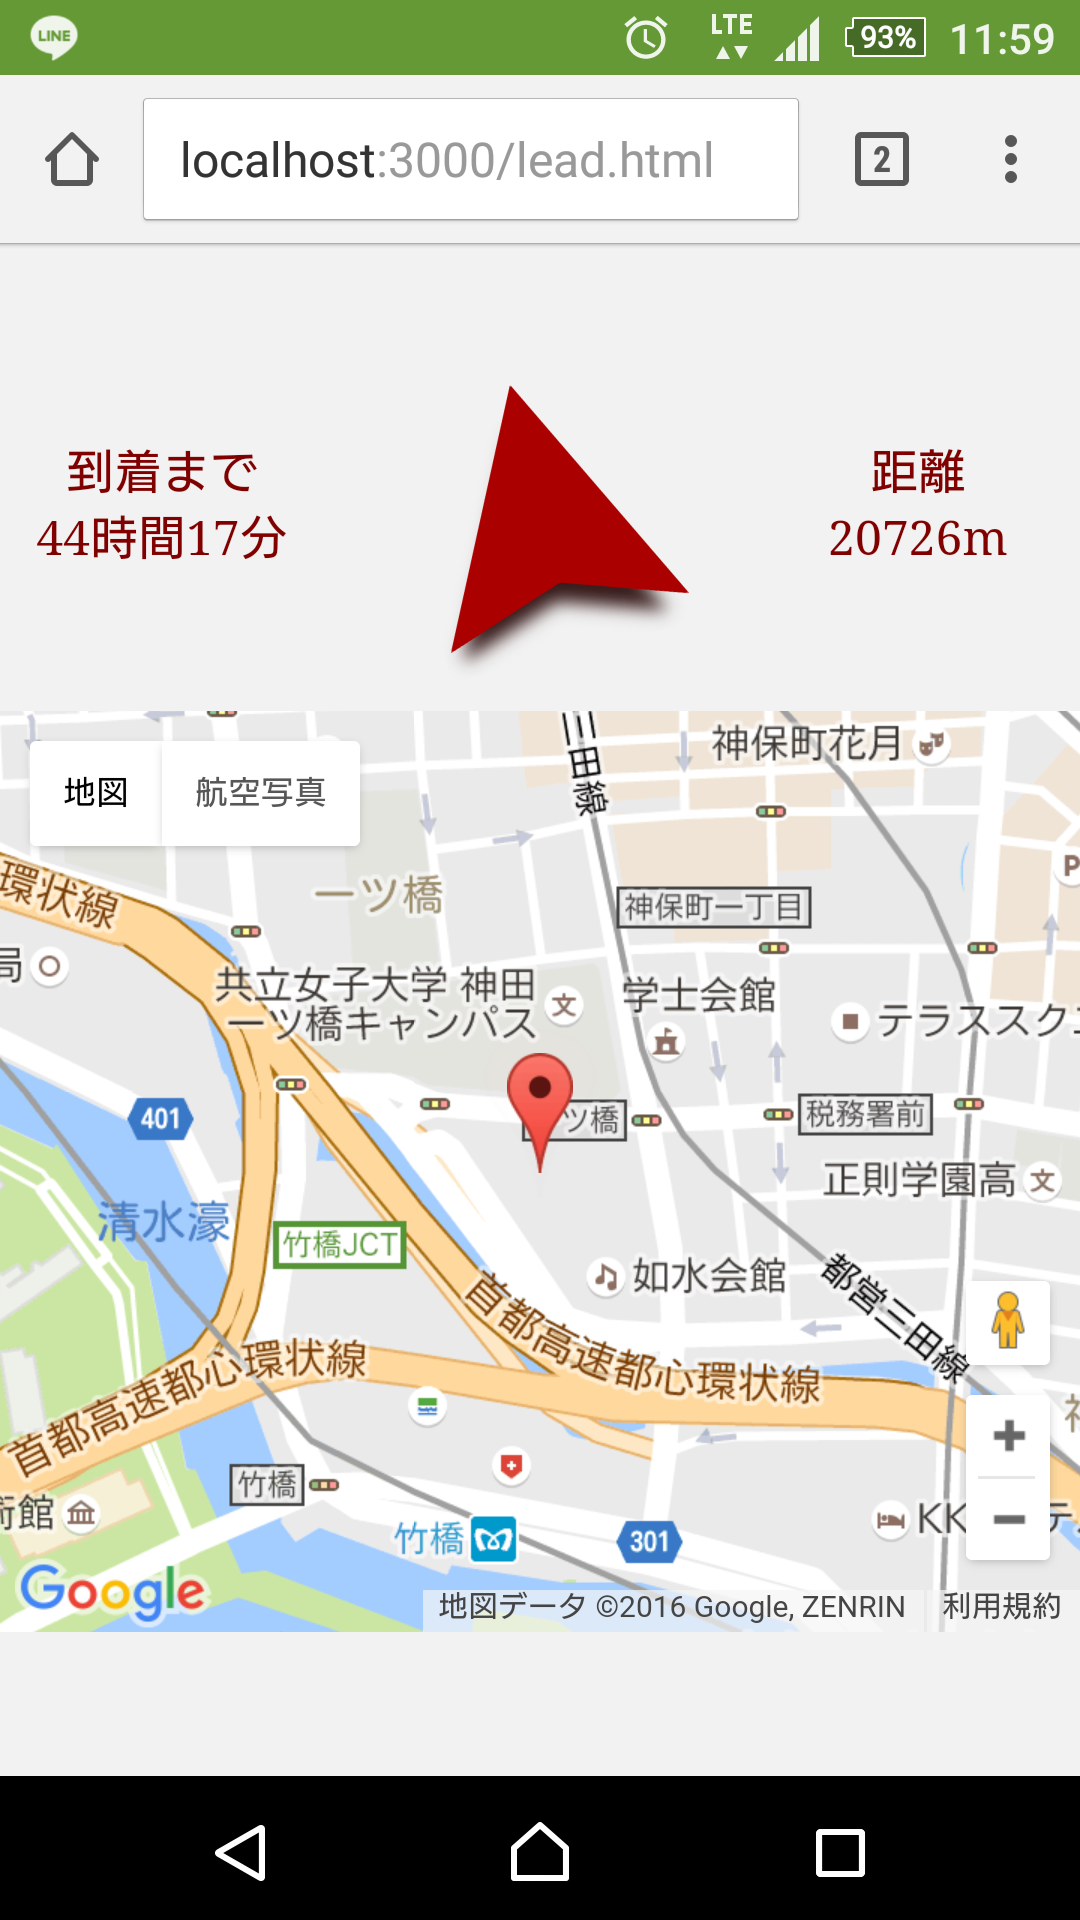 LINE
LTE
93%
11:59
localhost:3000/lead.html
2
到着まで
44時間17分
距離
20726m
三田線
神保町花月
地図
航空写真
P
環状線
一ツ橋
神保町一丁目
局
共立女子大学 神田
一ツ橋キャンパス
学士会館
テラススク
401
ツ橋
税務署前
正則学園高
清水濠
竹橋JCT
如水会館
首都高速都心環状線
都営三田線
首都高速都心環状線
竹橋
術館
竹橋
301
KK
テ
神
Google
地図データ ©2016 Google, ZENRIN
利用規約